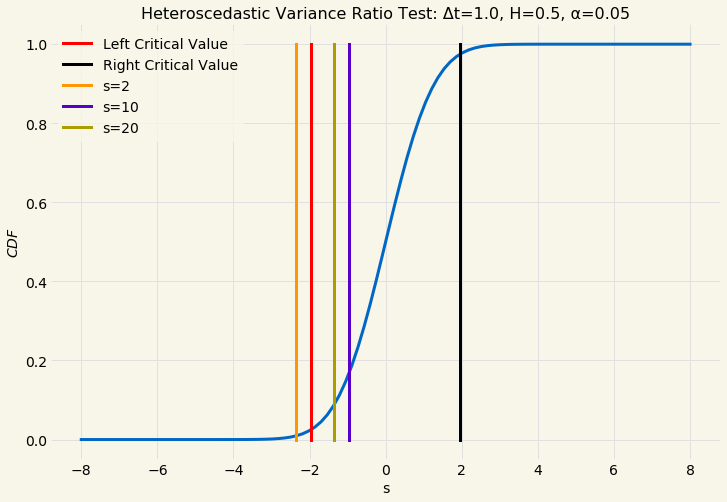 Heteroscedastic Variance Ratio Test: Δt=1.0, H=0.5, α=0.05
Left Critical Value
Right Critical Value
s=2
s=10
s=20
CDF
1.0
0.8
0.6
0.4
0.2
0.0
−8 −6 −4 −2 0 2 4 6 8
s